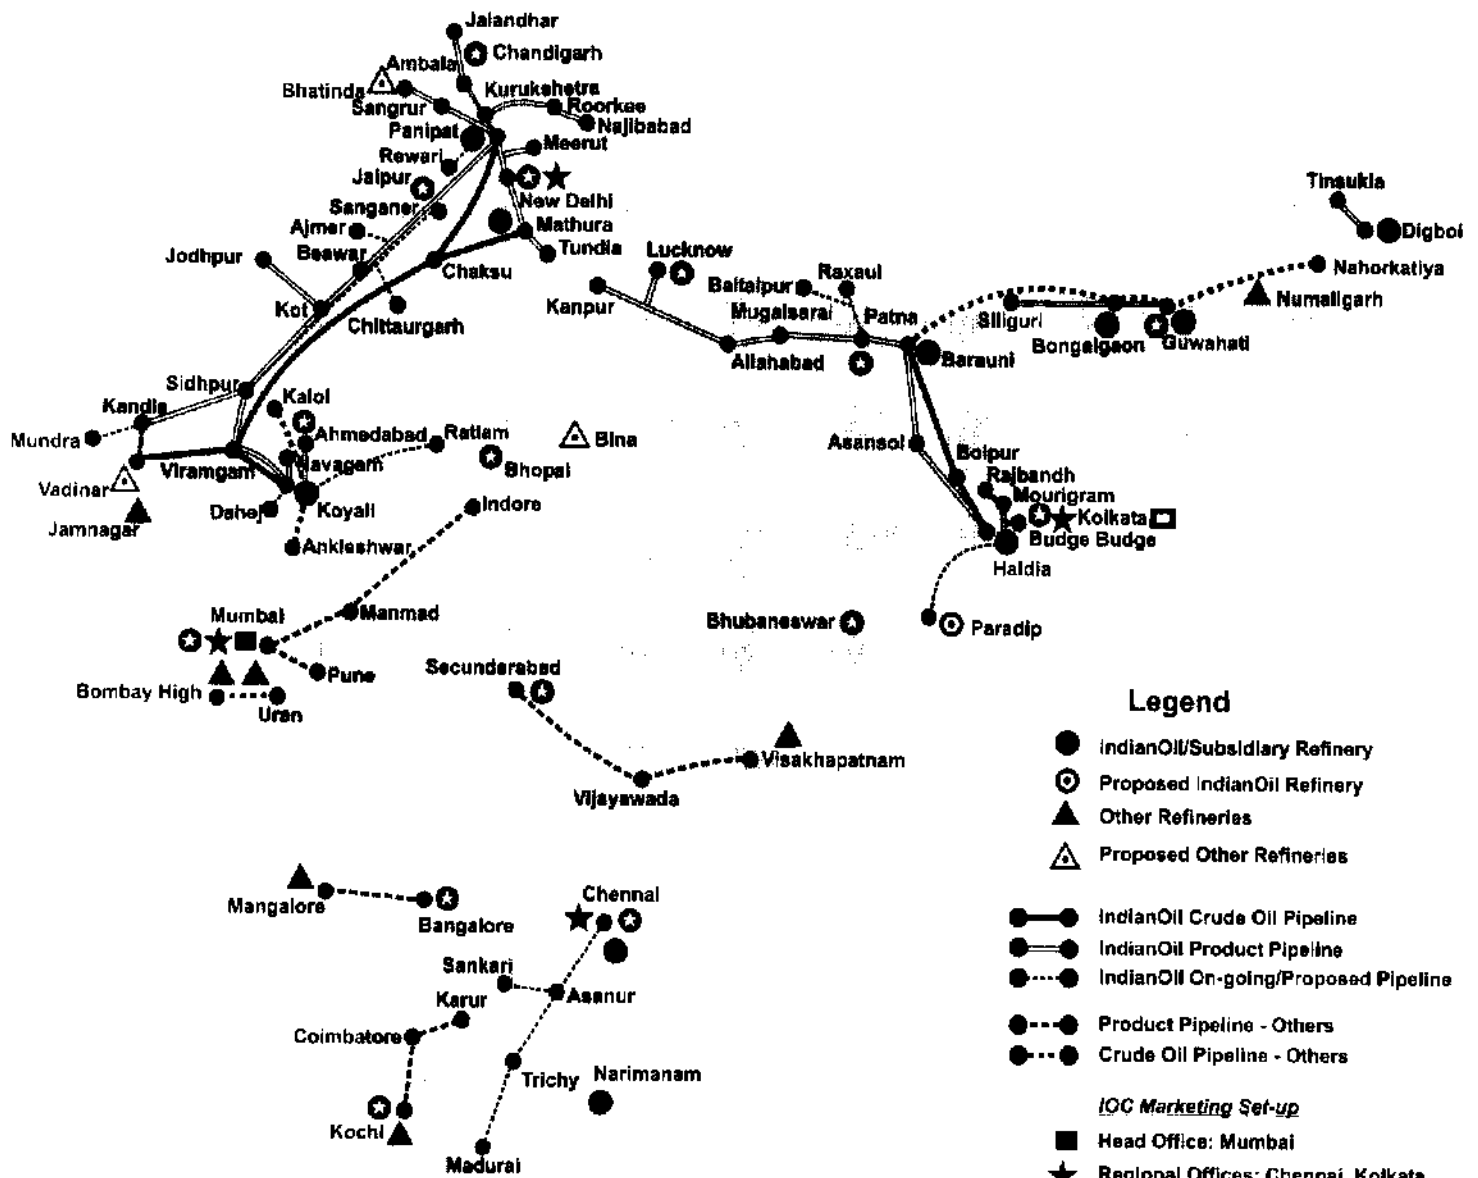 Jalandhar
Chandigarh
Ambala
Bhatinda
Kurukshetra
Sangrur
Roorkee
Najibabad
Panipat
Meerut
Rewari
Jaipur
New Delhi
Sanganer
Ajmer
Mathura
Tundla
Beawar
Jodhpur
Chaksu
Kot
Chittaurgarh
Lucknow
Kanpur
Baitalpur
Raxaul
Mugalsarai
Patna
Allahabad
Barauni
Tinsukia
Digboi
Nahorkatiya
Numaligarh
Siliguri
Bongaigaon
Guwahati
Sidhpur
Kandla
Kalol
Mundra
Ahmedabad
Ratlam
Bina
Viramgam
Navagam
Bhopal
Vadinar
Jamnagar
Dahej
Koyali
Indore
Ankleshwar
Asansol
Bolpur
Rajbandh
Mourigram
Kolkata
Budge Budge
Haldia
Paradip
Bhubaneswar
Mumbai
Manmad
Pune
Bombay High
Uran
Secunderabad
Visakhapatnam
Vijayawada
Mangalore
Bangalore
Chennai
Sankari
Asanur
Karur
Coimbatore
Trichy
Narimanam
Kochi
Madurai
Legend
IndianOil/Subsidiary Refinery
Proposed IndianOil Refinery
Other Refineries
Proposed Other Refineries
IndianOil Crude Oil Pipeline
IndianOil Product Pipeline
IndianOil On-going/Proposed Pipeline
Product Pipeline - Others
Crude Oil Pipeline - Others
IOC Marketing Set-up
Head Office: Mumbai
Regional Offices: Chennai, Kolkata